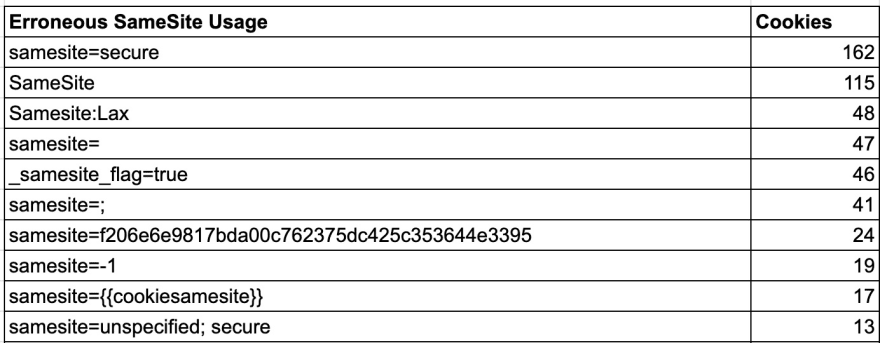 Erroneous SameSite Usage Cookies
samesite=secure 162
SameSite 115
Samesite:Lax 48
samesite= 47
_samesite_flag=true 46
samesite=; 41
samesite=f206e6e9817bda00c762375dc425c353644e3395 24
samesite=-1 19
samesite={{cookiesamesite}} 17
samesite=unspecified; secure 13